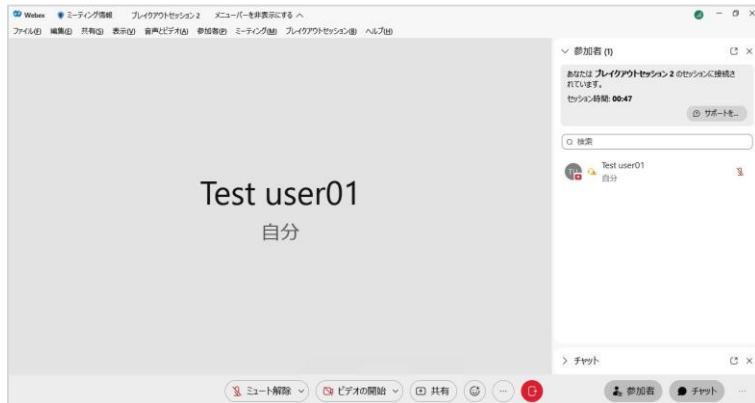 Webex ミーティング情報 ブレイクアウトセッション 2 メニューバーを非表示にする
ファイル(F) 編集(E) 共有(S) 表示(V) 音声とビデオ(A) 参加者(P) ミーティング(M) ブレイクアウトセッション(B) ヘルプ(H)
参加者 (1)
あなたは ブレイクアウトセッション 2 のセッションに接続さ
れています。
セッション時間: 00:47
サポートを...
検索
TU
Test user01
自分
Test user01
自分
チャット
ミュート解除
ビデオの開始
共有
参加者
チャット